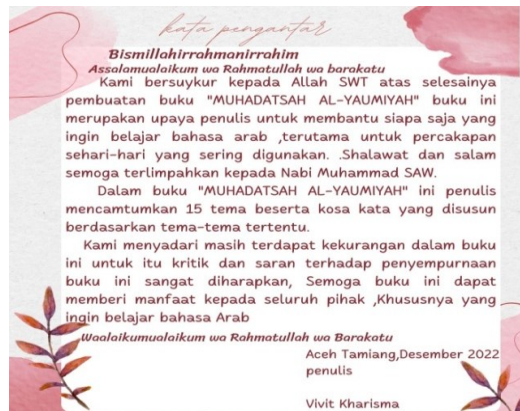 kata pengantar
Bismillahirrahmanirrahim
Assalamualaikum wa Rahmatullah wa barakatu
Kami bersuykur kepada Allah SWT atas selesainya
pembuatan buku "MUHADATSAH AL-YAUMIYAH" buku ini
merupakan upaya penulis untuk membantu siapa saja yang
ingin belajar bahasa arab ,terutama untuk percakapan
sehari-hari yang sering digunakan. .Shalawat dan salam
semoga terlimpahkan kepada Nabi Muhammad SAW.
Dalam buku "MUHADATSAH AL-YAUMIYAH" ini penulis
mencamtumkan 15 tema beserta kosa kata yang disusun
berdasarkan tema-tema tertentu.
Kami menyadari masih terdapat kekurangan dalam buku
ini untuk itu kritik dan saran terhadap penyempurnaan
buku ini sangat diharapkan, Semoga buku ini dapat
memberi manfaat kepada seluruh pihak ,Khususnya yang
ingin belajar bahasa Arab
Waalaikumualaikum wa Rahmatullah wa Barakatu
Aceh Tamiang,Desember 2022
penulis
Vivit Kharisma